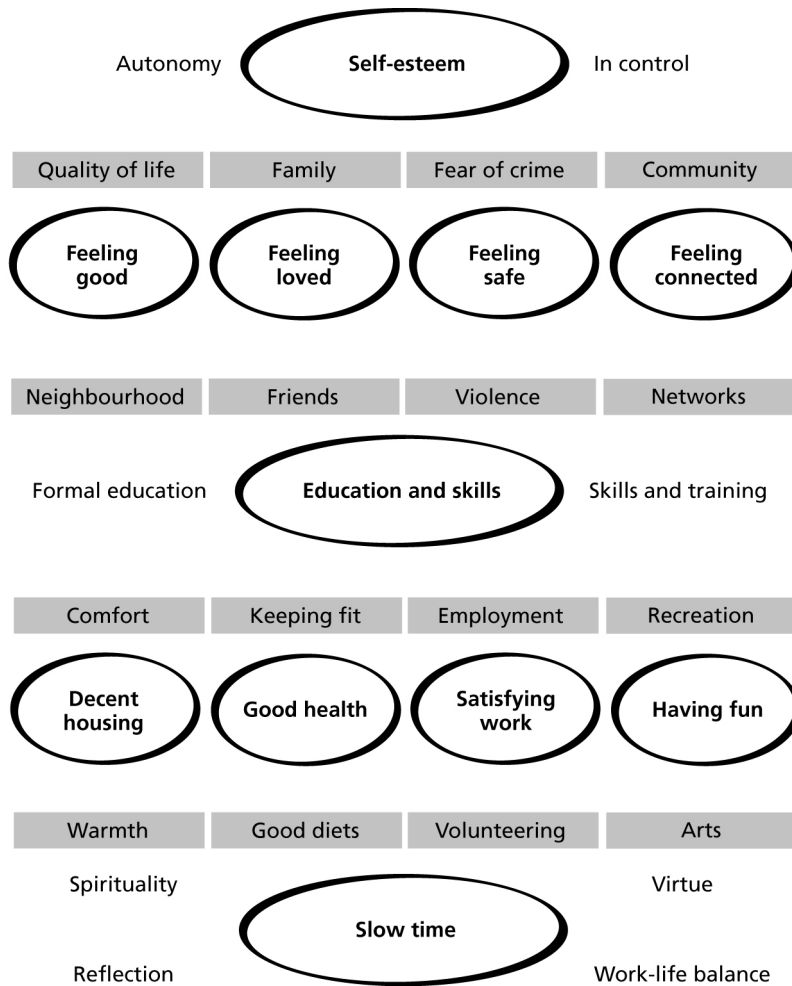 Autonomy Self-esteem In control
Quality of life Family Fear of crime Community
Feeling Feeling Feeling Feeling
good loved safe connected
Neighbourhood Friends Violence Networks
Formal education Education and skills Skills and training
Comfort Keeping fit Employment Recreation
Decent Good health Satisfying Having fun
housing work
Warmth Good diets Volunteering Arts
Spirituality Virtue
Slow time
Reflection Work-life balance